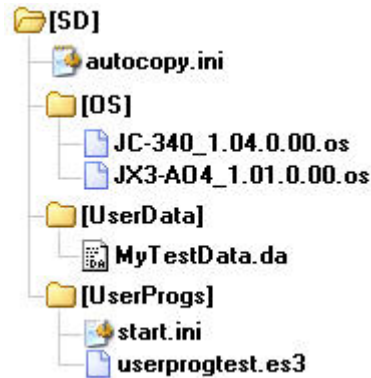 [SD]
autocopy.ini
[OS]
JC-340_1.04.0.00.os
JX3-AO4_1.01.0.00.os
[UserData]
MyTestData.da
[UserProgs]
start.ini
userprogtest.es3